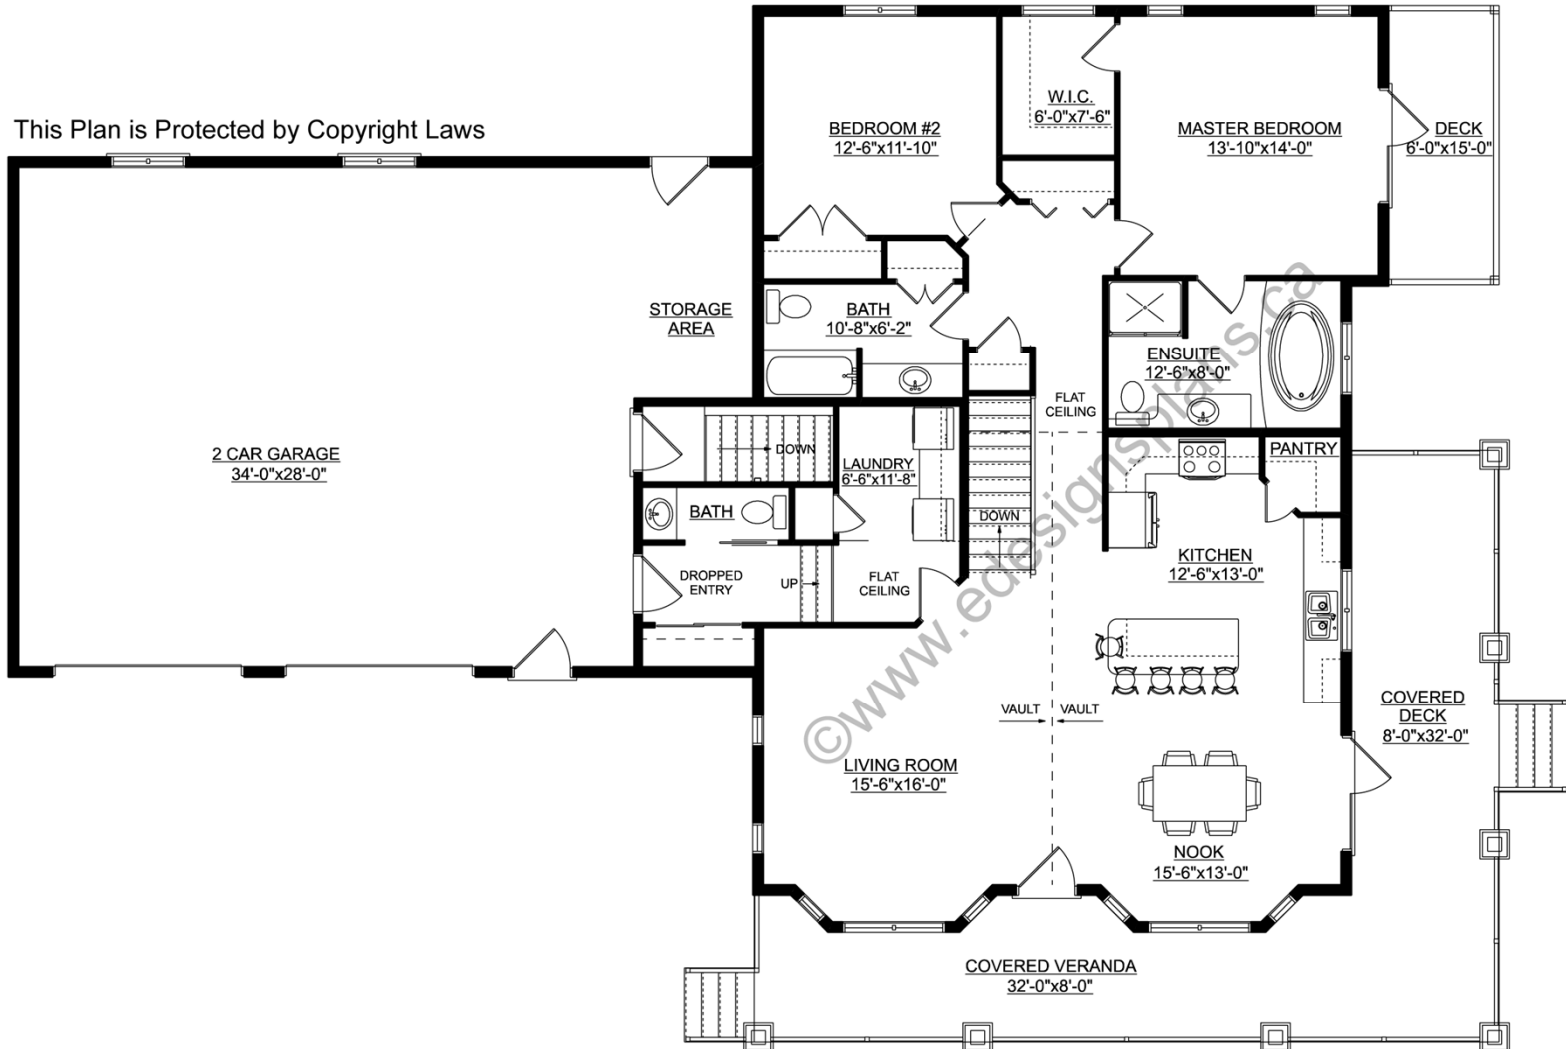 This Plan is Protected by Copyright Laws
BEDROOM #2
12'-6"x11'-10"
W.I.C.
6'-0"x7'-6"
MASTER BEDROOM
13'-10"x14'-0"
DECK
6'-0"x15'-0"
STORAGE
AREA
BATH
10'-8"x6'-2"
ENSUITE
12'-6"x8'-0"
FLAT
CEILING
2 CAR GARAGE
34'-0"x28'-0"
DOWN
LAUNDRY
6'-6"x11'-8"
PANTRY
BATH
DOWN
KITCHEN
12'-6"x13'-0"
DROPPED
ENTRY
UP
FLAT
CEILING
VAULT
VAULT
COVERED
DECK
8'-0"x32'-0"
LIVING ROOM
15'-6"x16'-0"
NOOK
15'-6"x13'-0"
COVERED VERANDA
32'-0"x8'-0"
©www.edesignsplans.ca